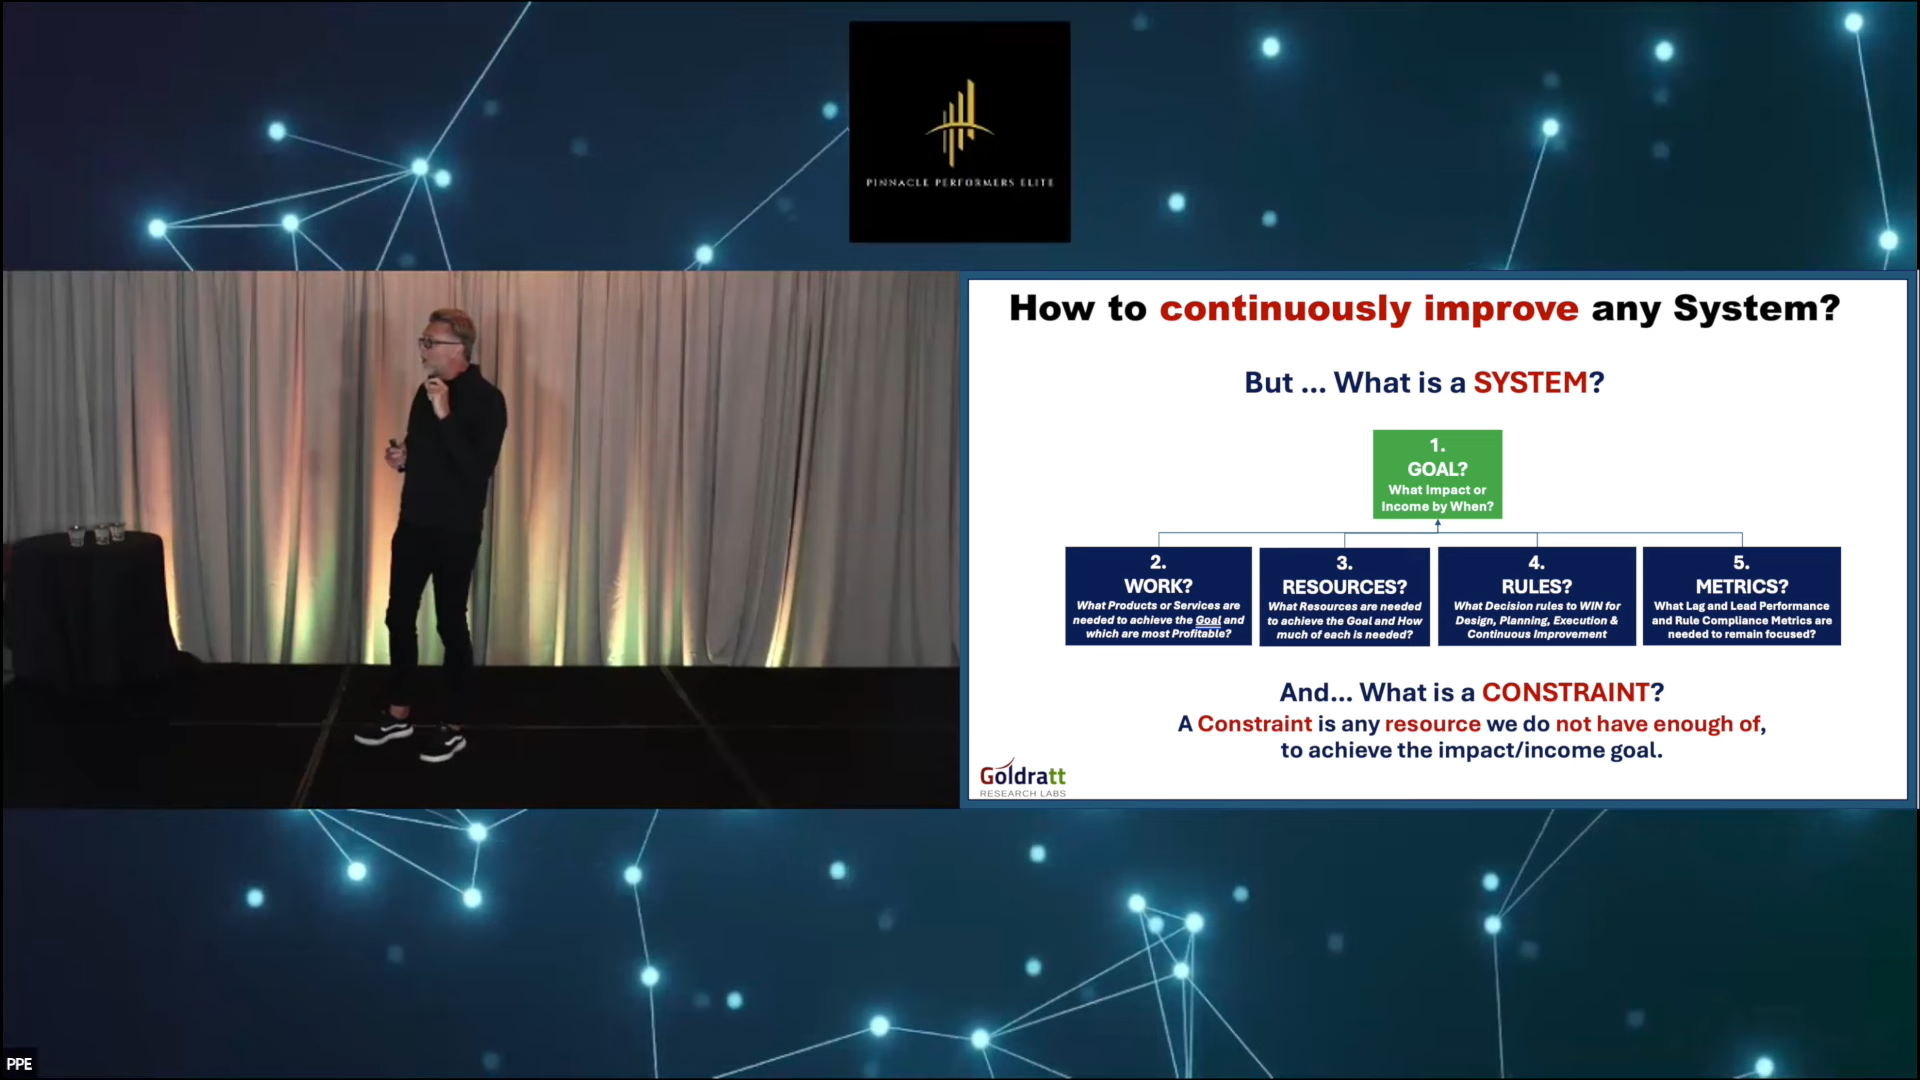 PINNACLE PERFORMERS ELITE
How to continuously improve any System?
But ... What is a SYSTEM?
1.
GOAL?
What Impact or
Income by When?
2.
WORK?
What Products or Services are
needed to achieve the Goal and
which are most Profitable?
3.
RESOURCES?
What Resources are needed
to achieve the Goal and How
much of each is needed?
4.
RULES?
What Decision rules to WIN for
Design, Planning, Execution &
Continuous Improvement
5.
METRICS?
What Lag and Lead Performance
and Rule Compliance Metrics are
needed to remain focused?
And... What is a CONSTRAINT?
A Constraint is any resource we do not have enough of,
to achieve the impact/income goal.
Goldratt
RESEARCH LABS
PPE